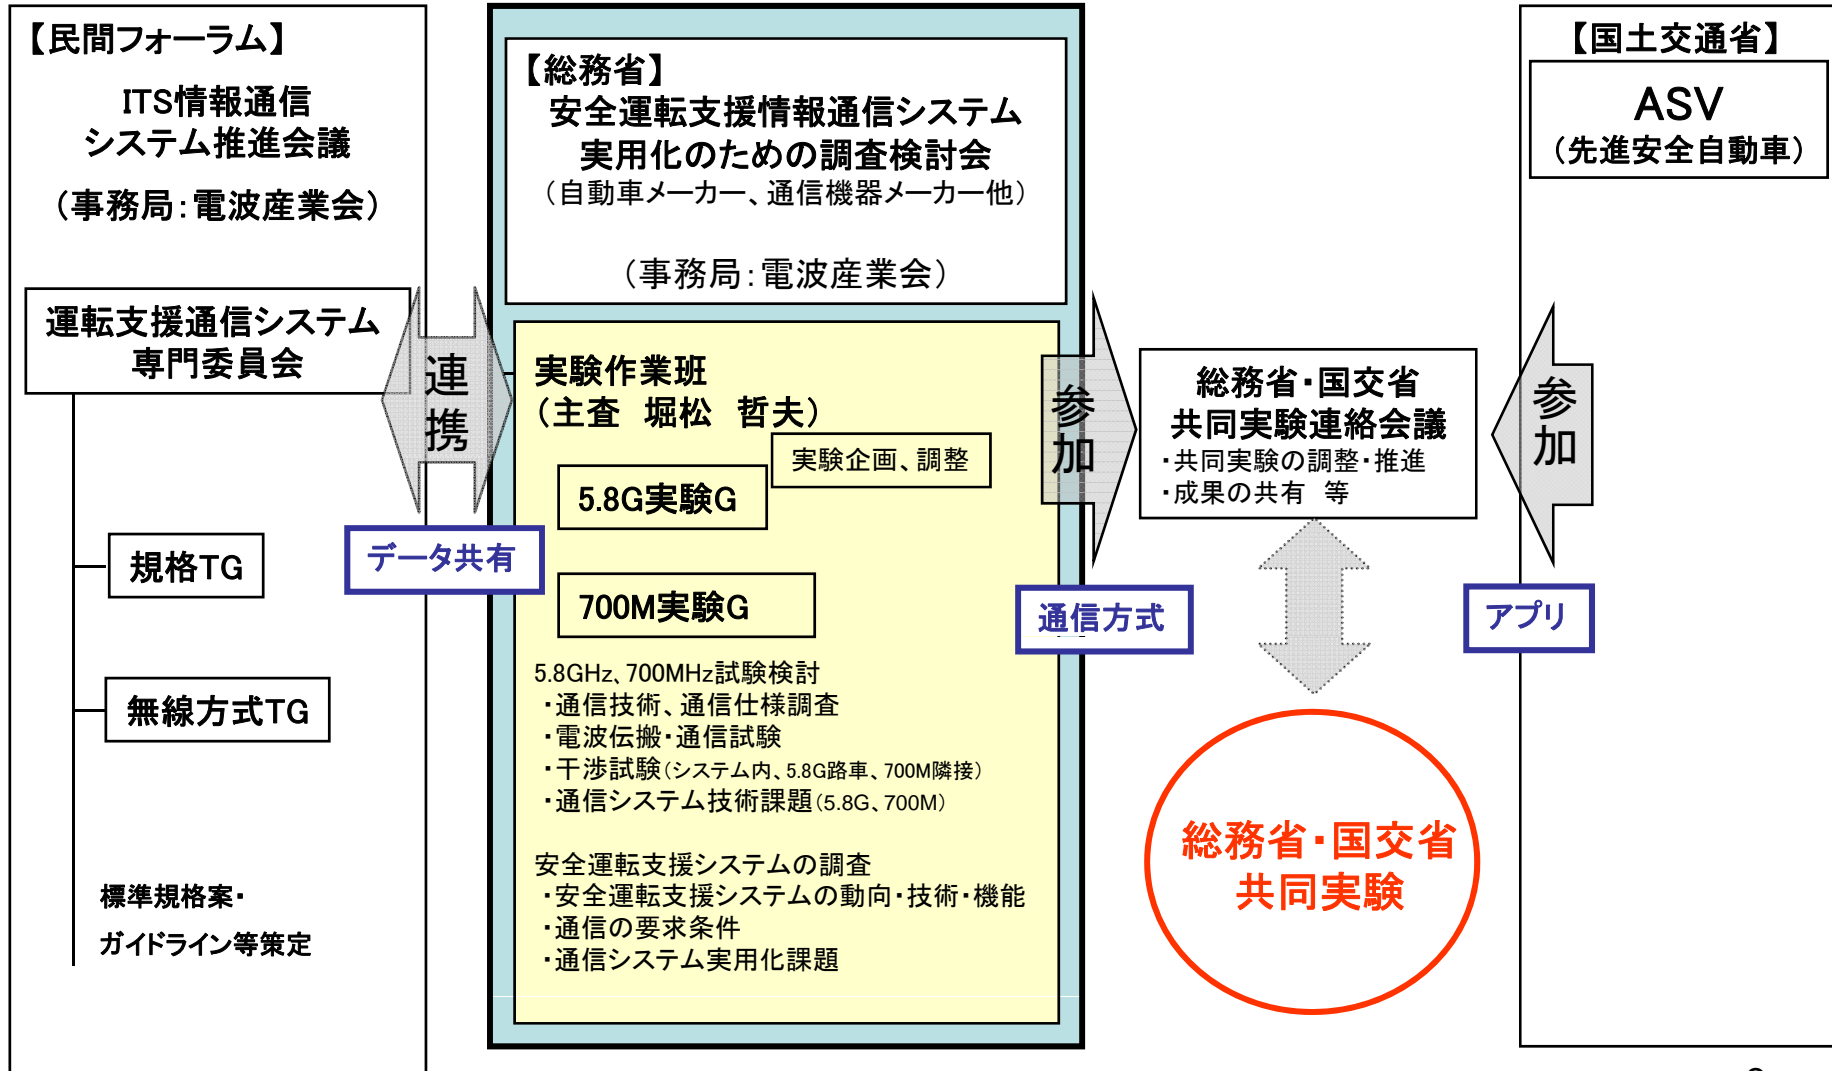 【民間フォーラム】
ITS情報通信
システム推進会議
（事務局：電波産業会）
運転支援通信システム
専門委員会
規格TG
無線方式TG
標準規格案・
ガイドライン等策定
連
携
データ共有
【総務省】
安全運転支援情報通信システム
実用化のための調査検討会
（自動車メーカー、通信機器メーカー他）
（事務局：電波産業会）
実験作業班
（主査　堀松　哲夫）
実験企画、調整
5.8G実験G
700M実験G
5.8GHz、700MHz試験検討
・通信技術、通信仕様調査
・電波伝搬・通信試験
・干渉試験（システム内、5.8G路車、700M隣接）
・通信システム技術課題（5.8G、700M）
安全運転支援システムの調査
・安全運転支援システムの動向・技術・機能
・通信の要求条件
・通信システム実用化課題
参
加
通信方式
総務省・国交省
共同実験連絡会議
・共同実験の調整・推進
・成果の共有　等
総務省・国交省
共同実験
参
加
アプリ
【国土交通省】
ASV
（先進安全自動車）